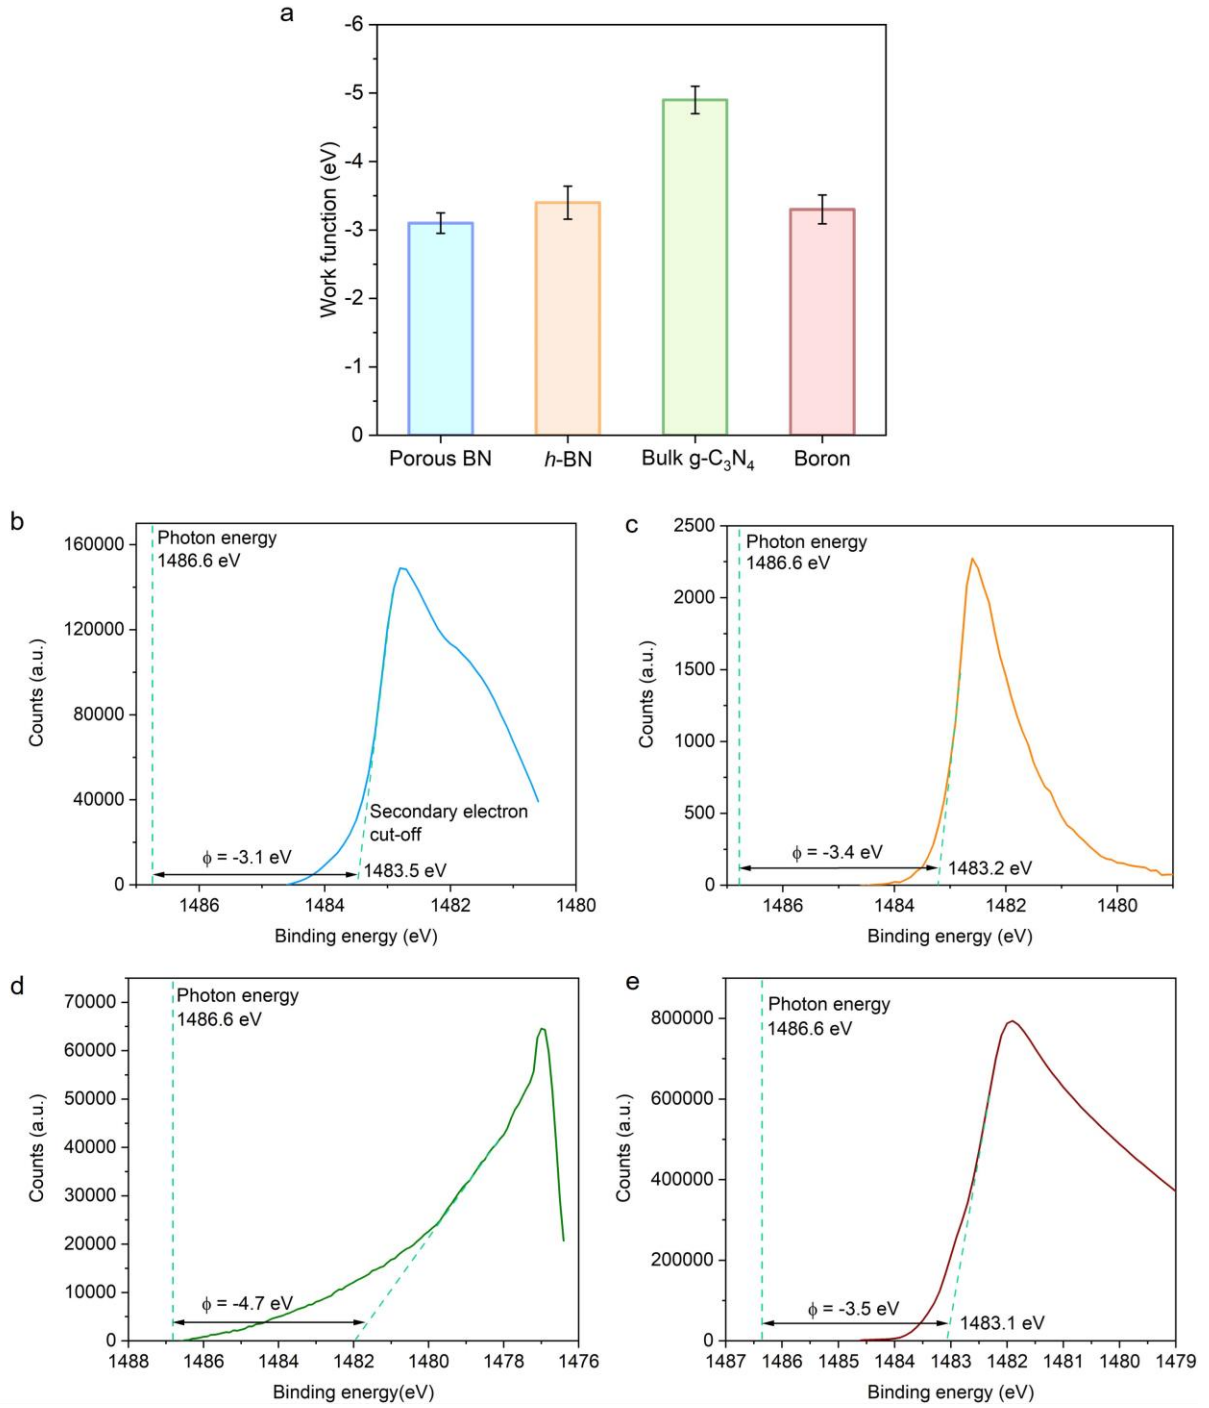 a
-6
-5
-4
-3
-2
-1
0
Work function (eV)
Porous BN
h-BN
Bulk g-C₃N₄
Boron
b
Photon energy
1486.6 eV
160000
120000
80000
40000
0
Counts (a.u.)
Secondary electron
cut-off
ϕ = -3.1 eV
1483.5 eV
1486 1484 1482 1480
Binding energy (eV)
c
Photon energy
1486.6 eV
2500
2000
1500
1000
500
0
Counts (a.u.)
ϕ = -3.4 eV
1483.2 eV
1486 1484 1482 1480
Binding energy (eV)
d
Photon energy
1486.6 eV
70000
60000
50000
40000
30000
20000
10000
0
Counts (a.u.)
ϕ = -4.7 eV
1488 1486 1484 1482 1480 1478 1476
Binding energy(eV)
e
Photon energy
1486.6 eV
800000
600000
400000
200000
0
Counts (a.u.)
ϕ = -3.5 eV
1483.1 eV
1487 1486 1485 1484 1483 1482 1481 1480 1479
Binding energy (eV)